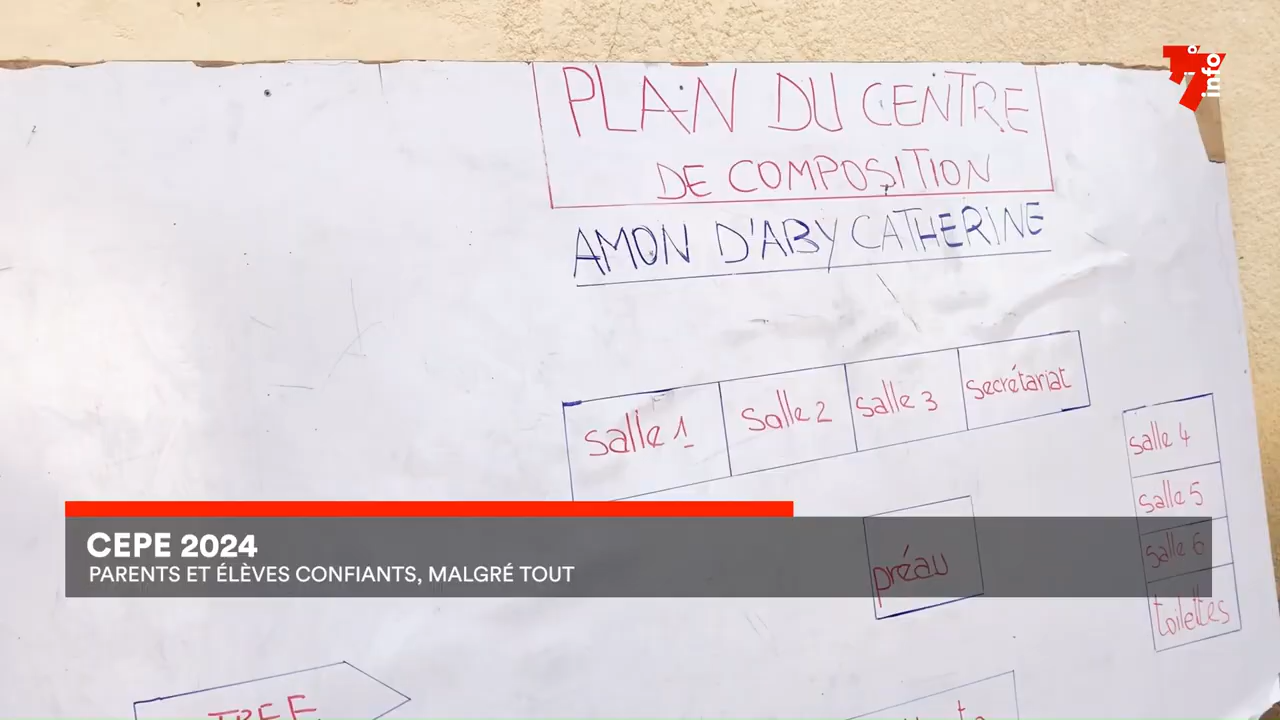 PLAN DU CENTRE
DE COMPOSITION
AMON D'ABY CATHERINE
salle 1
salle 2
salle 3
secrétariat
salle 4
salle 5
salle 6
toilettes
préau
CEPE 2024
PARENTS ET ÉLÈVES CONFIANTS, MALGRÉ TOUT
7 info